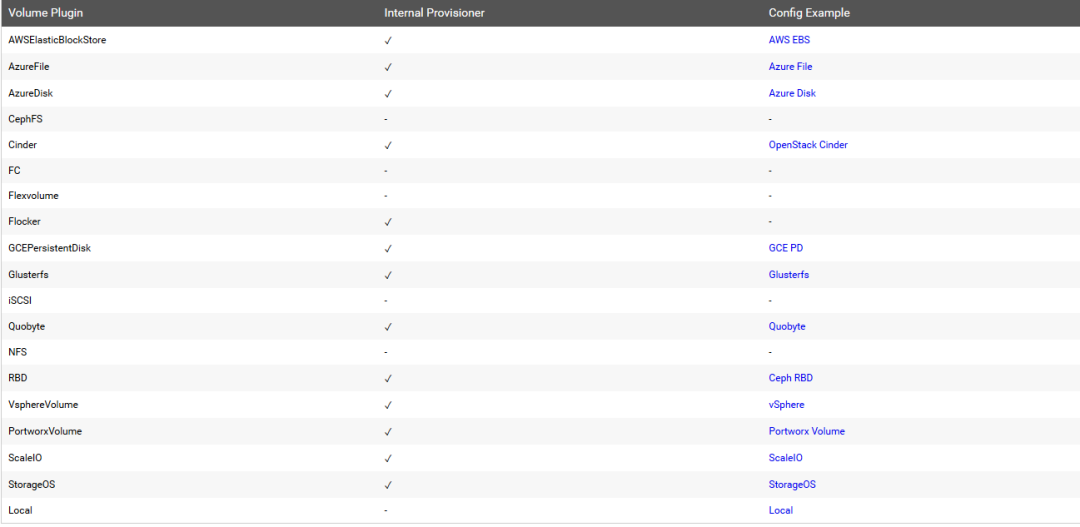 Volume Plugin Internal Provisioner Config Example
AWSElasticBlockStore ✓ AWS EBS
AzureFile ✓ Azure File
AzureDisk ✓ Azure Disk
CephFS - -
Cinder ✓ OpenStack Cinder
FC - -
Flexvolume - -
Flocker ✓ -
GCEPersistentDisk ✓ GCE PD
Glusterfs ✓ Glusterfs
iSCSI - -
Quobyte ✓ Quobyte
NFS - -
RBD ✓ Ceph RBD
VsphereVolume ✓ vSphere
PortworxVolume ✓ Portworx Volume
ScaleIO ✓ ScaleIO
StorageOS ✓ StorageOS
Local - Local